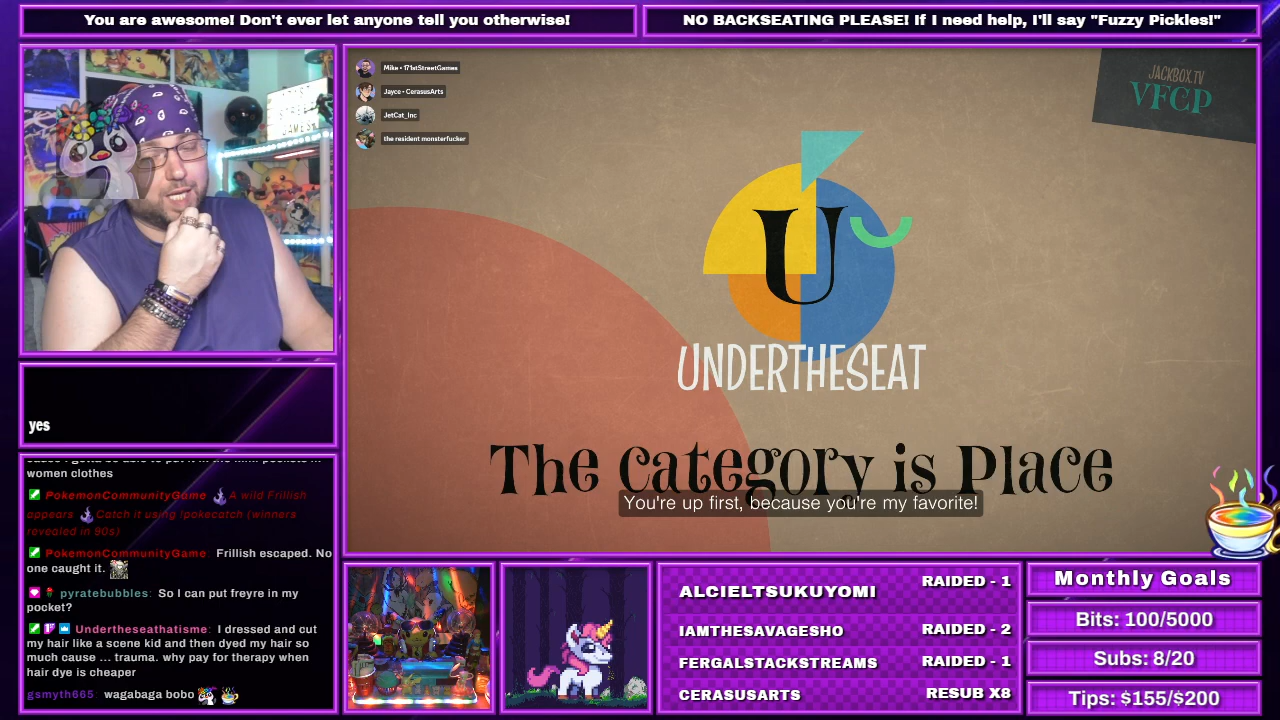 You are awesome! Don't ever let anyone tell you otherwise!
NO BACKSEATING PLEASE! If I need help, I'll say "Fuzzy Pickles!"
Mike • 171stStreetGames
Jayce • CerasusArts
JetCat_Inc
the resident monsterfucker
JACKBOX.TV
VFCP
U
UNDERTHESEAT
The category is Place
You're up first, because you're my favorite!
yes
women clothes
PokemonCommunityGame: A wild Frillish
appears Catch it using !pokecatch (winners
revealed in 90s)
PokemonCommunityGame: Frillish escaped. No
one caught it.
pyratebubbles: So I can put freyre in my
pocket?
Undertheseathatisme: I dressed and cut
my hair like a scene kid and then dyed my hair so
much cause ... trauma. why pay for therapy when
hair dye is cheaper
gsmyth665: wagabaga bobo
ALCIELTSUKUYOMI RAIDED - 1
IAMTHESAVAGESHO RAIDED - 2
FERGALSTACKSTREAMS RAIDED - 1
CERASUSARTS RESUB X8
Monthly Goals
Bits: 100/5000
Subs: 8/20
Tips: $155/$200